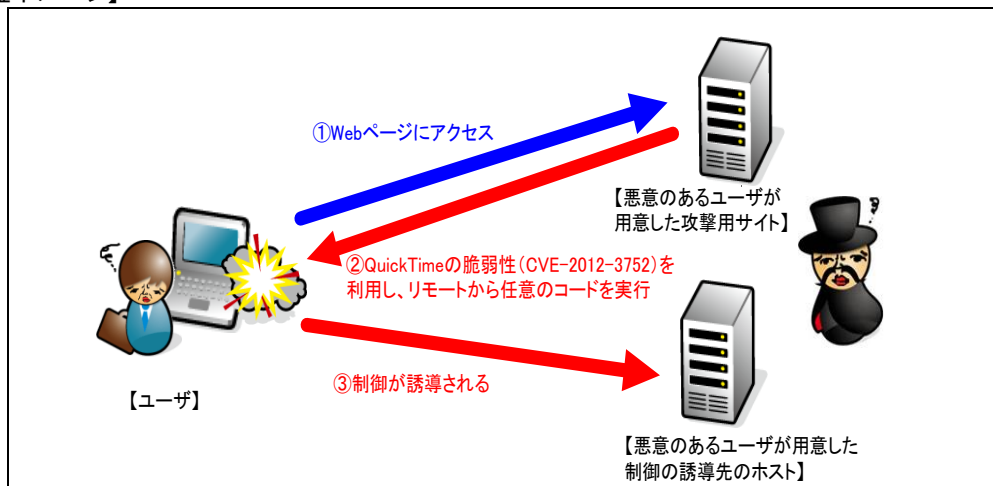 ①Webページにアクセス
【悪意のあるユーザが
用意した攻撃用サイト】
②QuickTimeの脆弱性(CVE-2012-3752)を
利用し、リモートから任意のコードを実行
③制御が誘導される
【ユーザ】
【悪意のあるユーザが用意した
制御の誘導先のホスト】